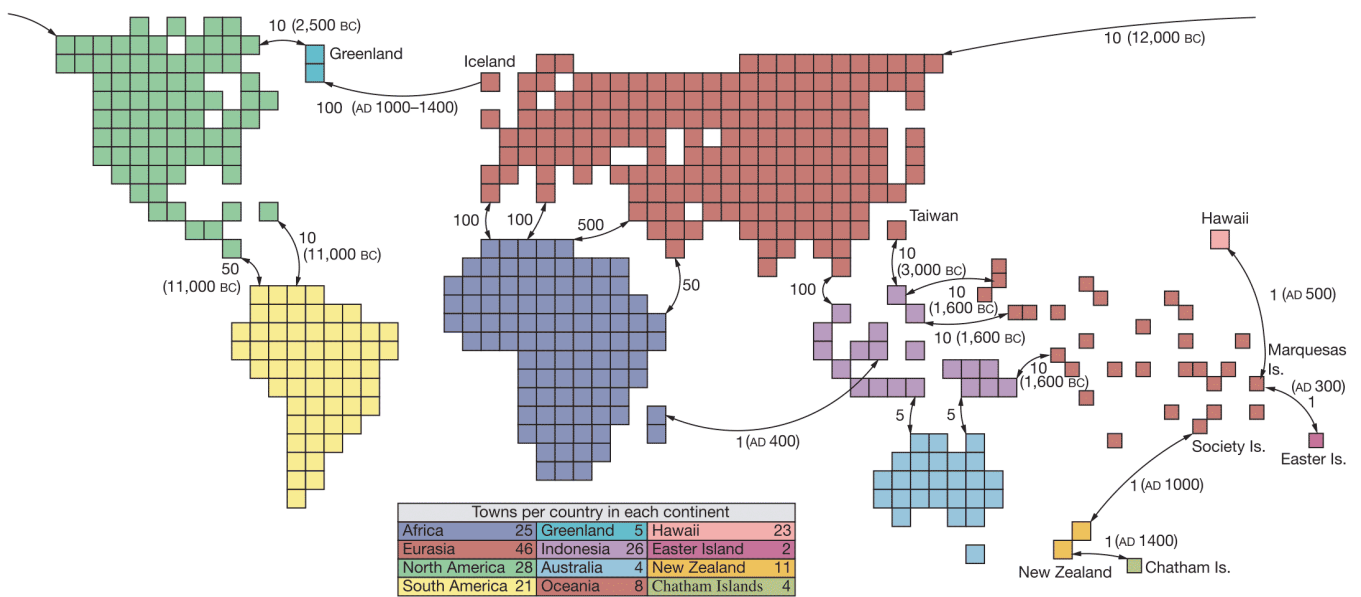 10 (2,500 BC)
Greenland
Iceland
10 (12,000 BC)
100 (AD 1000–1400)
100
100
500
Taiwan
Hawaii
10
(11,000 BC)
50
(11,000 BC)
10
(3,000 BC)
50
100
10
(1,600 BC)
1 (AD 500)
10 (1,600 BC)
Marquesas
Is.
10
(1,600 BC)
(AD 300)
1
5
5
1 (AD 400)
Society Is.
Easter Is.
1 (AD 1000)
1 (AD 1400)
New Zealand
Chatham Is.
Towns per country in each continent
Africa 25 Greenland 5 Hawaii 23
Eurasia 46 Indonesia 26 Easter Island 2
North America 28 Australia 4 New Zealand 11
South America 21 Oceania 8 Chatham Islands 4